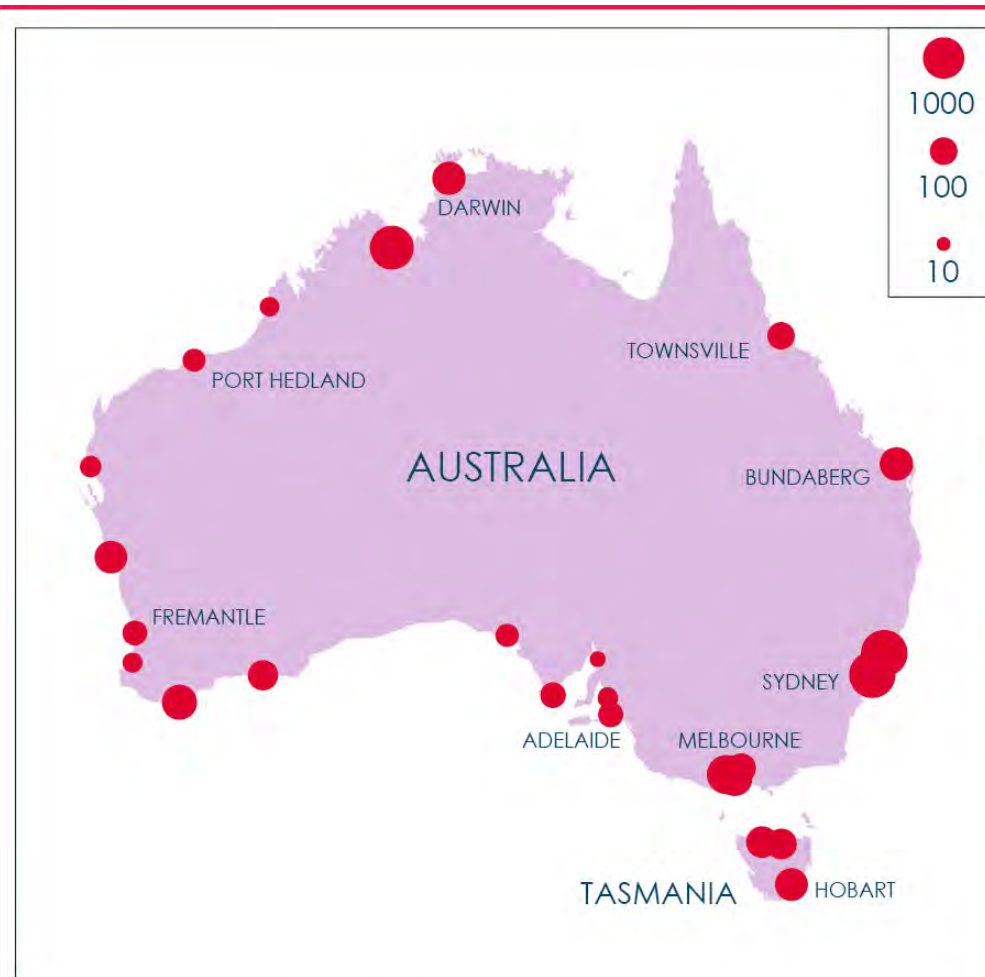 1000
100
10
DARWIN
TOWNSVILLE
PORT HEDLAND
AUSTRALIA
BUNDABERG
FREMANTLE
SYDNEY
ADELAIDE
MELBOURNE
TASMANIA
HOBART